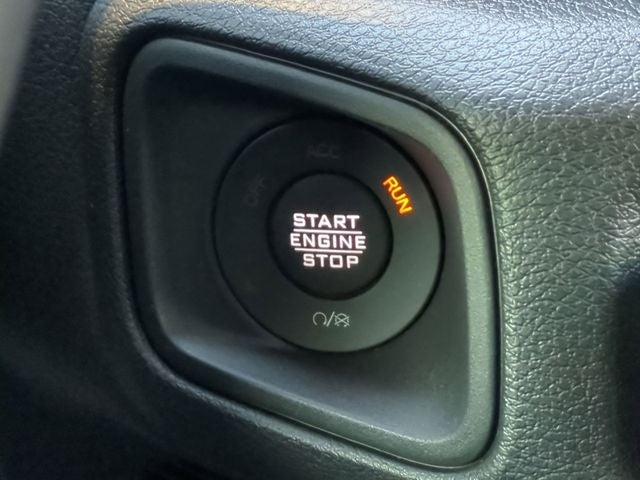 OFF
ACC
RUN
START
ENGINE
STOP